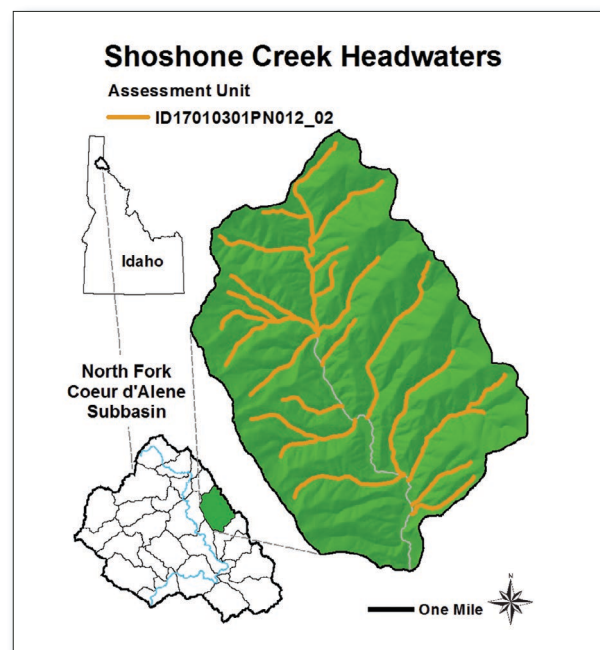 Shoshone Creek Headwaters
Assessment Unit
ID17010301PN012_02
Idaho
North Fork
Coeur d'Alene
Subbasin
One Mile
N